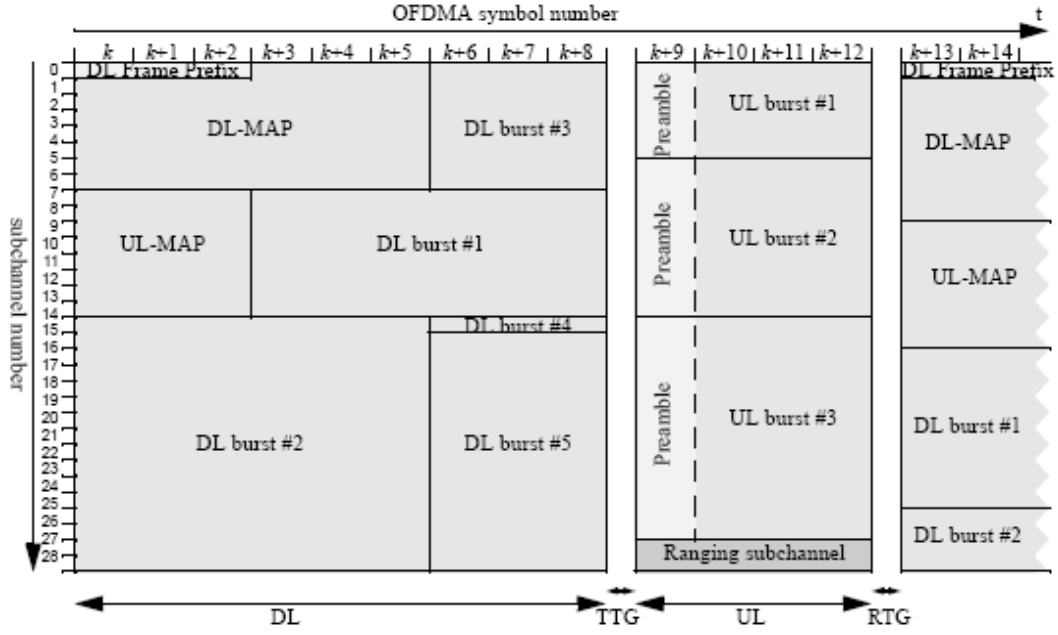 OFDMA symbol number
t
k k+1 k+2 k+3 k+4 k+5 k+6 k+7 k+8 k+9 k+10 k+11 k+12 k+13 k+14
subchannel number
0
1
2
3
4
5
6
7
8
9
10
11
12
13
14
15
16
17
18
19
20
21
22
23
24
25
26
27
28
DL Frame Prefix
DL-MAP
DL burst #3
UL-MAP
DL burst #1
DL burst #4
DL burst #2
DL burst #5
Preamble
UL burst #1
Preamble
UL burst #2
Preamble
UL burst #3
Ranging subchannel
DL Frame Prefix
DL-MAP
UL-MAP
DL burst #1
DL burst #2
DL
TTG
UL
RTG